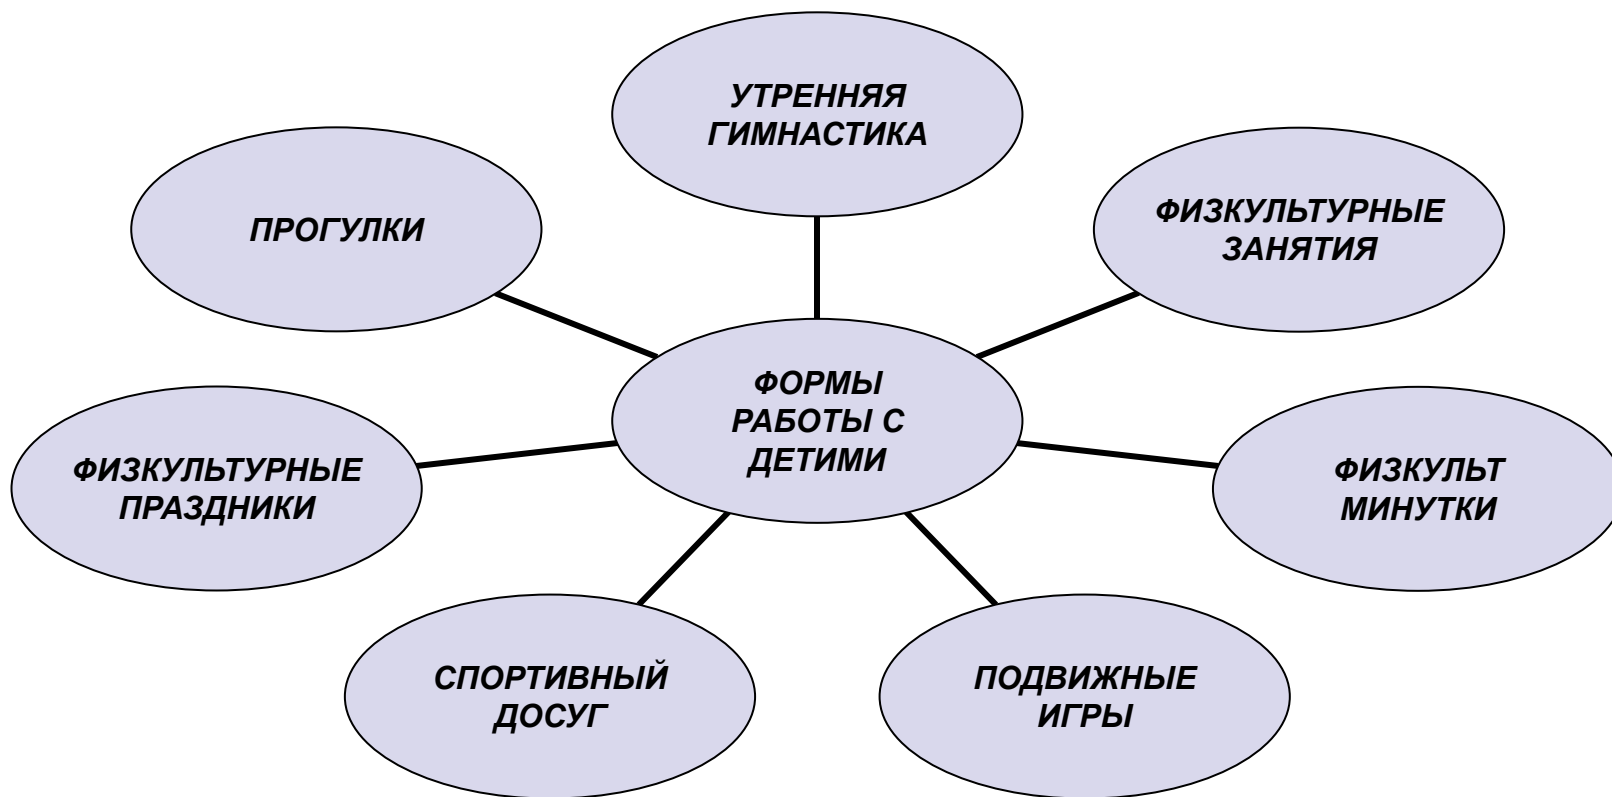 УТРЕННЯЯ
ГИМНАСТИКА
ПРОГУЛКИ
ФИЗКУЛЬТУРНЫЕ
ЗАНЯТИЯ
ФОРМЫ
РАБОТЫ С
ДЕТИМИ
ФИЗКУЛЬТУРНЫЕ
ПРАЗДНИКИ
ФИЗКУЛЬТ
МИНУТКИ
СПОРТИВНЫЙ
ДОСУГ
ПОДВИЖНЫЕ
ИГРЫ